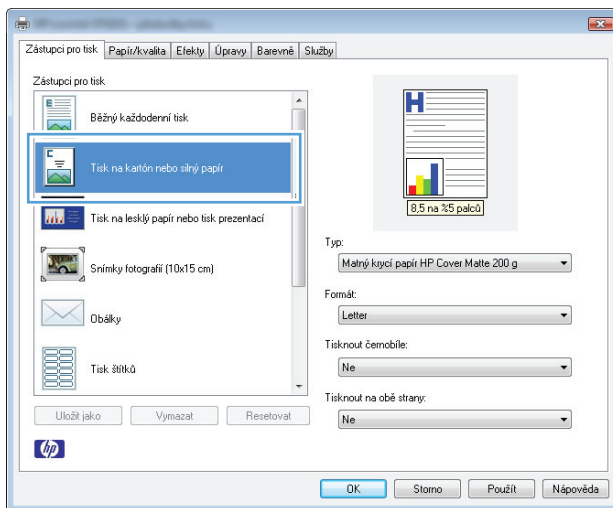 Zástupci pro tisk Papír/kvalita Efekty Úpravy Barevně Služby
Zástupci pro tisk
E
Běžný každodenní tisk
C
Tisk na kartón nebo silný papír
Tisk na lesklý papír nebo tisk prezentací
Snímky fotografií (10x15 cm)
Obálky
Tisk štítků
Uložit jako Vymazat Resetovat
hp
H
8,5 na %5 palců
Typ:
Matný krycí papír HP Cover Matte 200 g
Formát:
Letter
Tisknout černobíle:
Ne
Tisknout na obě strany:
Ne
OK Storno Použít Nápověda